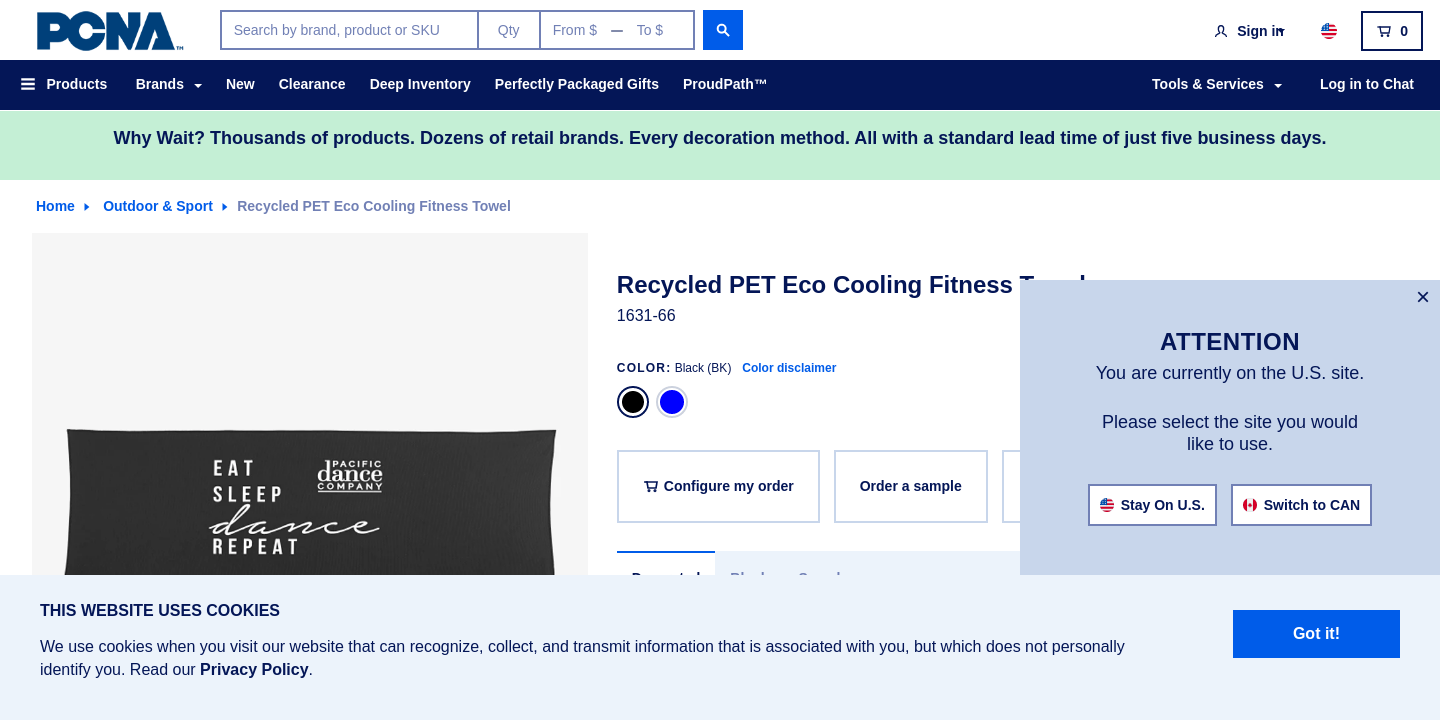 PCNA™
Search by brand, product or SKU
Qty
From $ — To $
Sign in
0
Products
Brands
New
Clearance
Deep Inventory
Perfectly Packaged Gifts
ProudPath™
Tools & Services
Log in to Chat
Why Wait? Thousands of products. Dozens of retail brands. Every decoration method. All with a standard lead time of just five business days.
Home
Outdoor & Sport
Recycled PET Eco Cooling Fitness Towel
EAT
SLEEP
dance
REPEAT
PACIFIC
dance
COMPANY
Recycled PET Eco Cooling Fitness Towel
1631-66
COLOR: Black (BK) Color disclaimer
Configure my order
Order a sample
ATTENTION
You are currently on the U.S. site.
Please select the site you would
like to use.
Stay On U.S.
Switch to CAN
THIS WEBSITE USES COOKIES
We use cookies when you visit our website that can recognize, collect, and transmit information that is associated with you, but which does not personally
identify you. Read our Privacy Policy.
Got it!